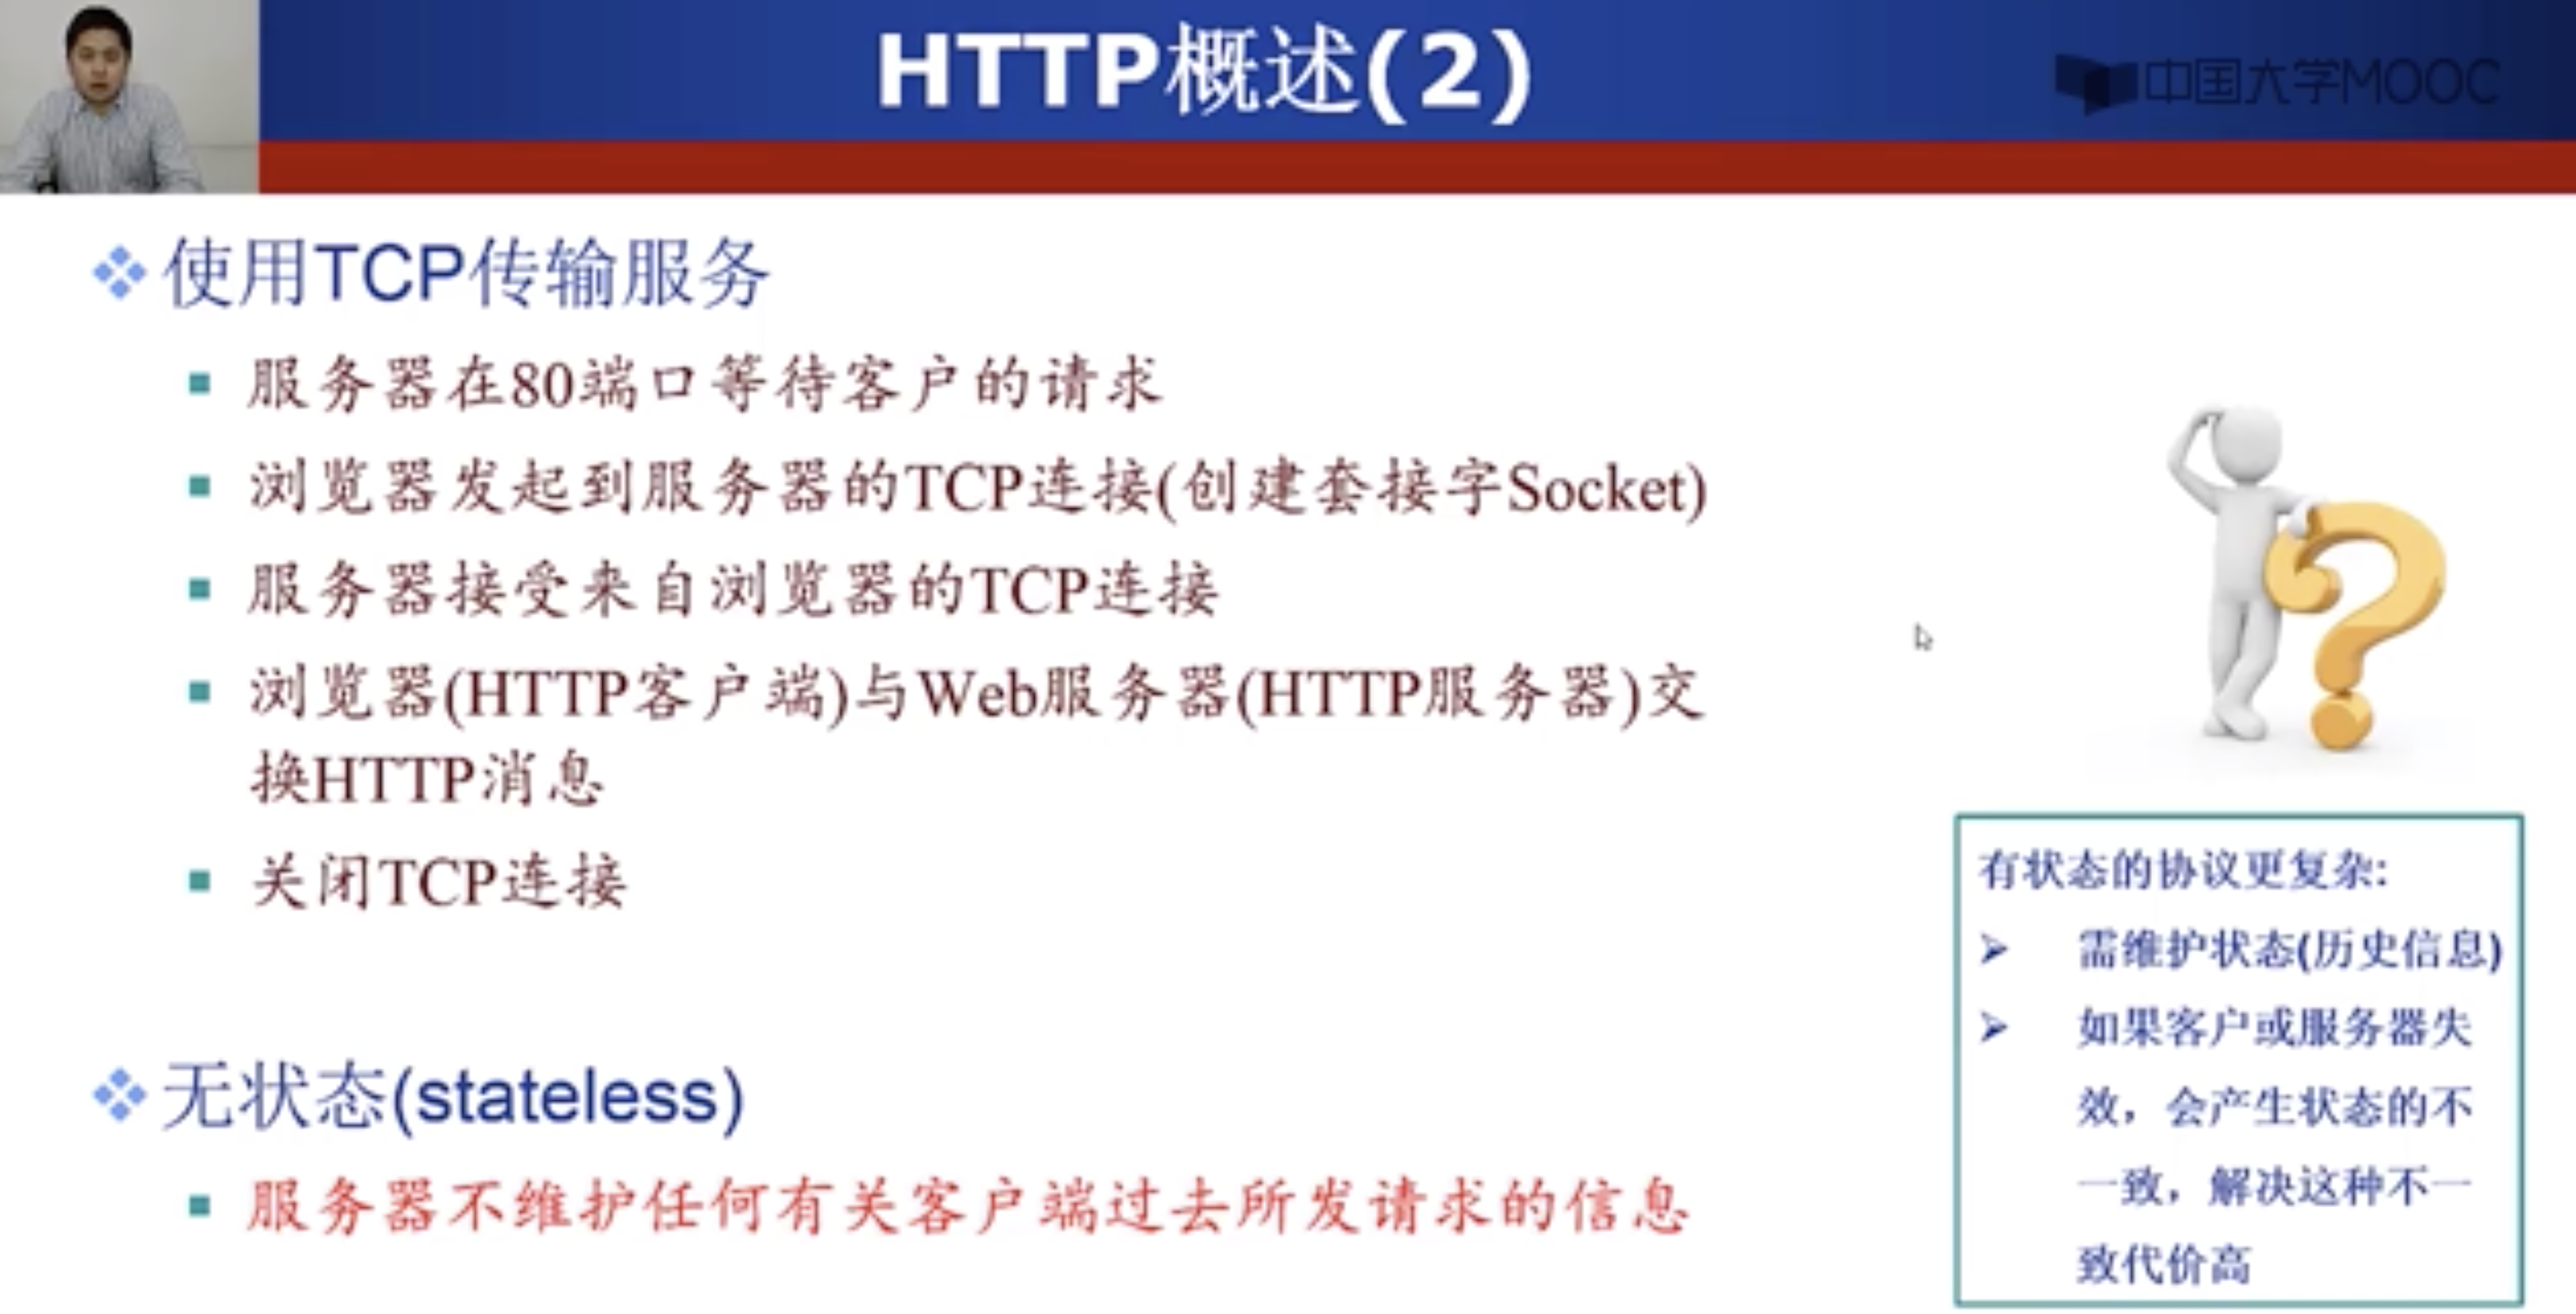 HTTP概述(2)
中国大学MOOC
使用TCP传输服务
服务器在80端口等待客户的请求
浏览器发起到服务器的TCP连接(创建套接字Socket)
服务器接受来自浏览器的TCP连接
浏览器(HTTP客户端)与Web服务器(HTTP服务器)交
换HTTP消息
关闭TCP连接
无状态(stateless)
服务器不维护任何有关客户端过去所发请求的信息
有状态的协议更复杂:
需维护状态(历史信息)
如果客户或服务器失
效，会产生状态的不
一致，解决这种不一
致代价高